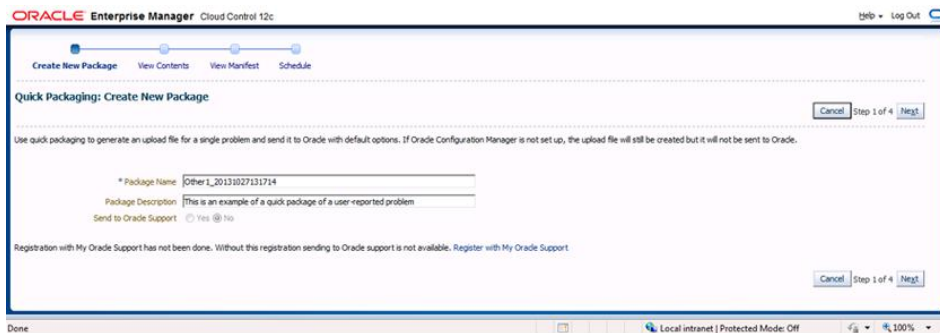 ORACLE Enterprise Manager Cloud Control 12c
Help Log Out
Create New Package View Contents View Manifest Schedule
Quick Packaging: Create New Package
Cancel Step 1 of 4 Next
Use quick packaging to generate an upload file for a single problem and send it to Oracle with default options. If Oracle Configuration Manager is not set up, the upload file will still be created but it will not be sent to Oracle.
* Package Name Other1_20131027131714
Package Description This is an example of a quick package of a user-reported problem
Send to Oracle Support Yes No
Registration with My Oracle Support has not been done. Without this registration sending to Oracle support is not available. Register with My Oracle Support
Cancel Step 1 of 4 Next
Done Local intranet | Protected Mode: Off 100%